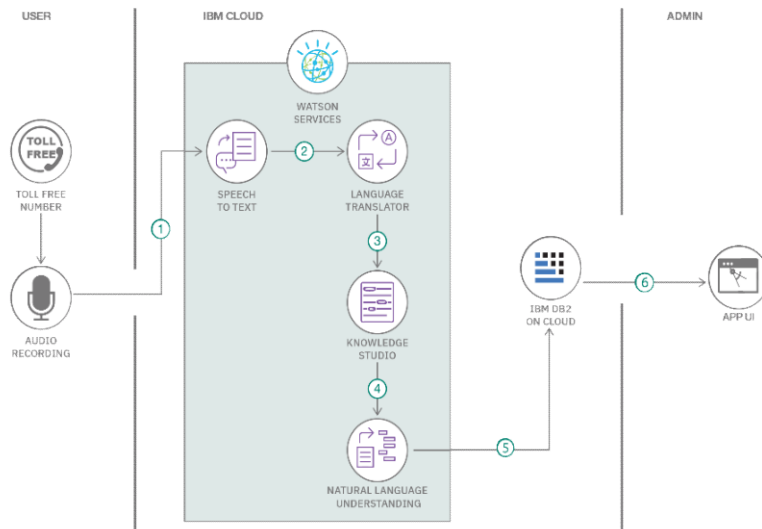 USER
IBM CLOUD
ADMIN
WATSON
SERVICES
TOLL
FREE
TOLL FREE
NUMBER
1
AUDIO
RECORDING
SPEECH
TO TEXT
2
A
文
LANGUAGE
TRANSLATOR
3
KNOWLEDGE
STUDIO
4
NATURAL LANGUAGE
UNDERSTANDING
5
IBM DB2
ON CLOUD
6
APP UI